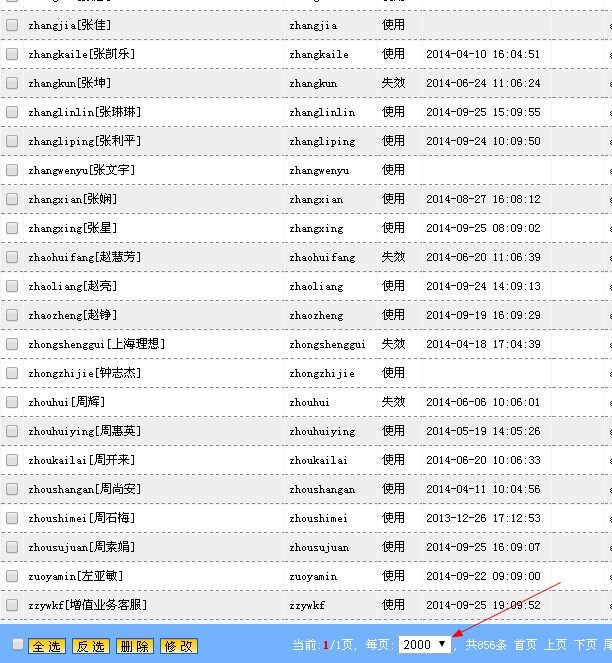 zhangjia[张佳] zhangjia 使用
zhangkaile[张凯乐] zhangkaile 使用 2014-04-10 16:04:51
zhangkun[张坤] zhangkun 失效 2014-06-24 11:06:24
zhanglinlin[张琳琳] zhanglinlin 使用 2014-09-25 15:09:55
zhangliping[张利平] zhangliping 使用 2014-09-24 10:09:50
zhangwenyu[张文宇] zhangwenyu 使用
zhangxian[张娴] zhangxian 使用 2014-08-27 16:08:12
zhangxing[张星] zhangxing 使用 2014-09-25 08:09:02
zhaohuifang[赵慧芳] zhaohuifang 失效 2014-06-20 11:06:39
zhaoliang[赵亮] zhaoliang 使用 2014-09-24 14:09:13
zhaozheng[赵铮] zhaozheng 使用 2014-09-19 16:09:29
zhongshenggui[上海理想] zhongshenggui 失效 2014-04-18 17:04:39
zhongzhijie[钟志杰] zhongzhijie 使用
zhouhui[周辉] zhouhui 失效 2014-06-06 10:06:01
zhouhuiying[周惠英] zhouhuiying 使用 2014-05-19 14:05:26
zhoukailai[周开来] zhoukailai 使用 2014-06-20 10:06:33
zhoushangan[周尚安] zhoushangan 使用 2014-04-11 10:04:56
zhoushimei[周石梅] zhoushimei 使用 2013-12-26 17:12:53
zhousujuan[周素娟] zhousujuan 使用 2014-09-25 16:09:07
zuoyamin[左亚敏] zuoyamin 使用 2014-09-22 09:09:00
zzywkf[增值业务客服] zzywkf 使用 2014-09-25 19:09:52
全选 反选 删除 修改 当前:1/1页, 每页: 2000 , 共856条 首页 上页 下页